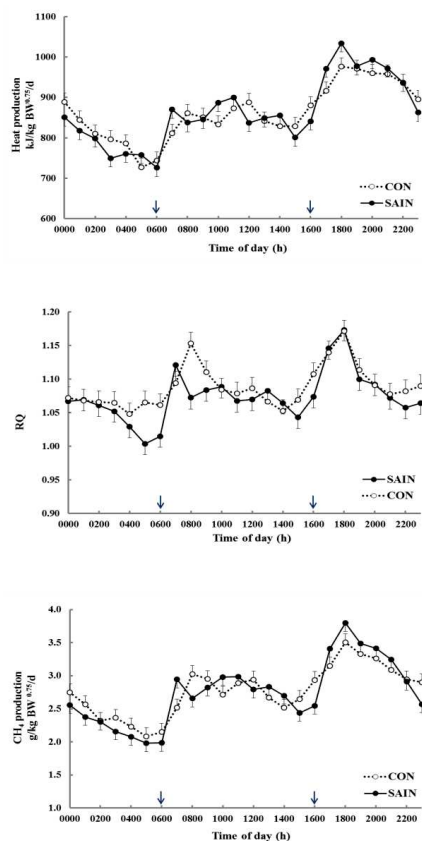 Heat production
kJ/kg BW0.75/d
1100
1000
900
800
700
600
CON
SAIN
0000 0200 0400 0600 0800 1000 1200 1400 1600 1800 2000 2200
Time of day (h)
RQ
1.20
1.15
1.10
1.05
1.00
0.95
0.90
SAIN
CON
0000 0200 0400 0600 0800 1000 1200 1400 1600 1800 2000 2200
Time of day (h)
CH4 production
g/kg BW 0.75/d
4.0
3.5
3.0
2.5
2.0
1.5
1.0
CON
SAIN
0000 0200 0400 0600 0800 1000 1200 1400 1600 1800 2000 2200
Time of day (h)